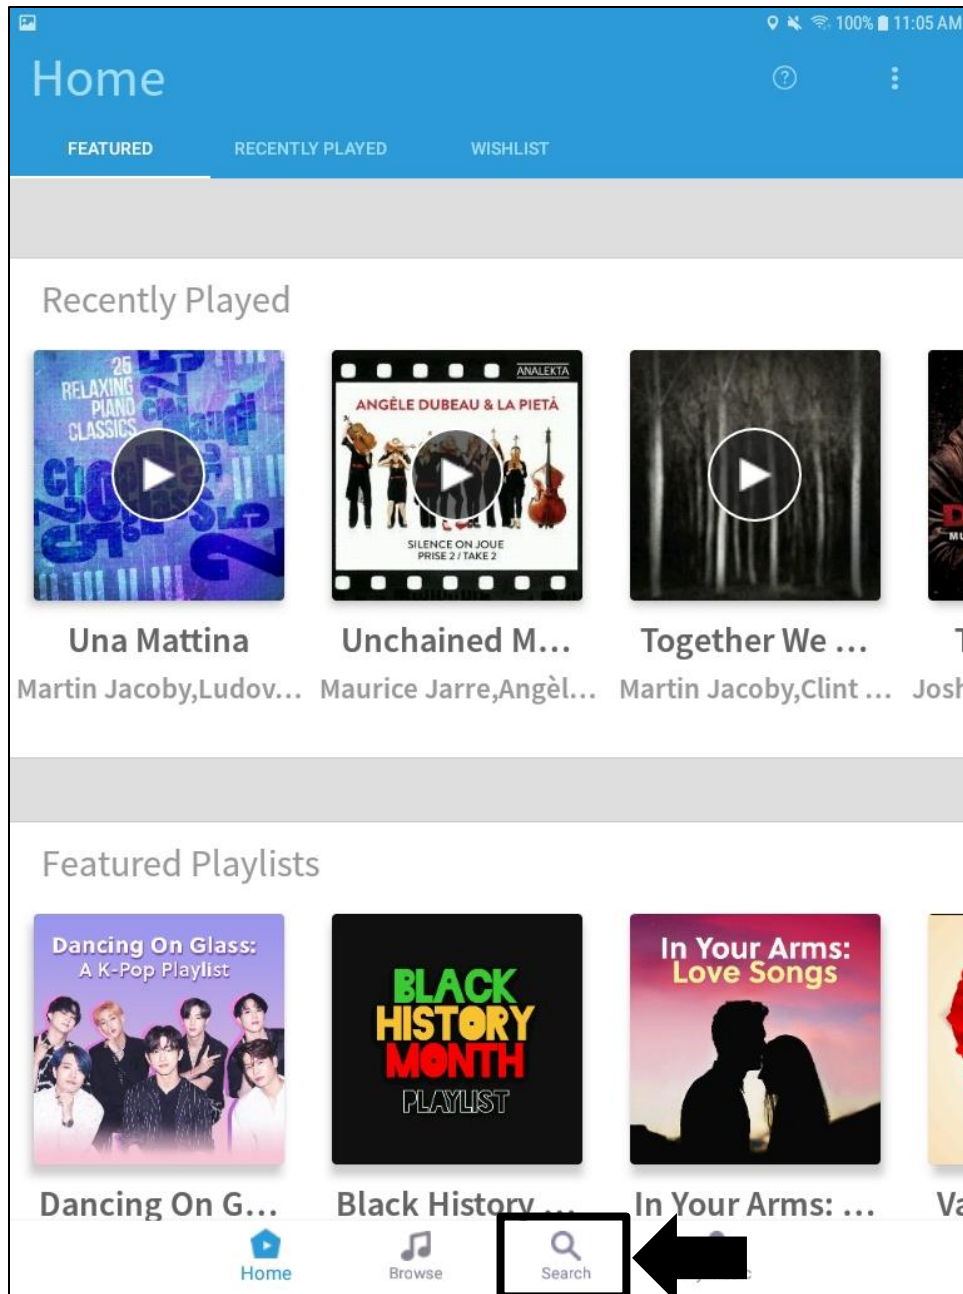 100% 11:05 AM
Home
FEATURED RECENTLY PLAYED WISHLIST
Recently Played
25
RELAXING
PIANO
CLASSICS
25
ANALEKTA
ANGÈLE DUBEAU & LA PIETÀ
SILENCE ON JOUE
PRISE 2 / TAKE 2
Una Mattina Unchained M... Together We ...
Martin Jacoby,Ludov... Maurice Jarre,Angèl... Martin Jacoby,Clint ... Josh
Featured Playlists
Dancing On Glass:
A K-Pop Playlist
BLACK
HISTORY
MONTH
PLAYLIST
In Your Arms:
Love Songs
Dancing On G... Black History ... In Your Arms: ... Va
Home Browse Search